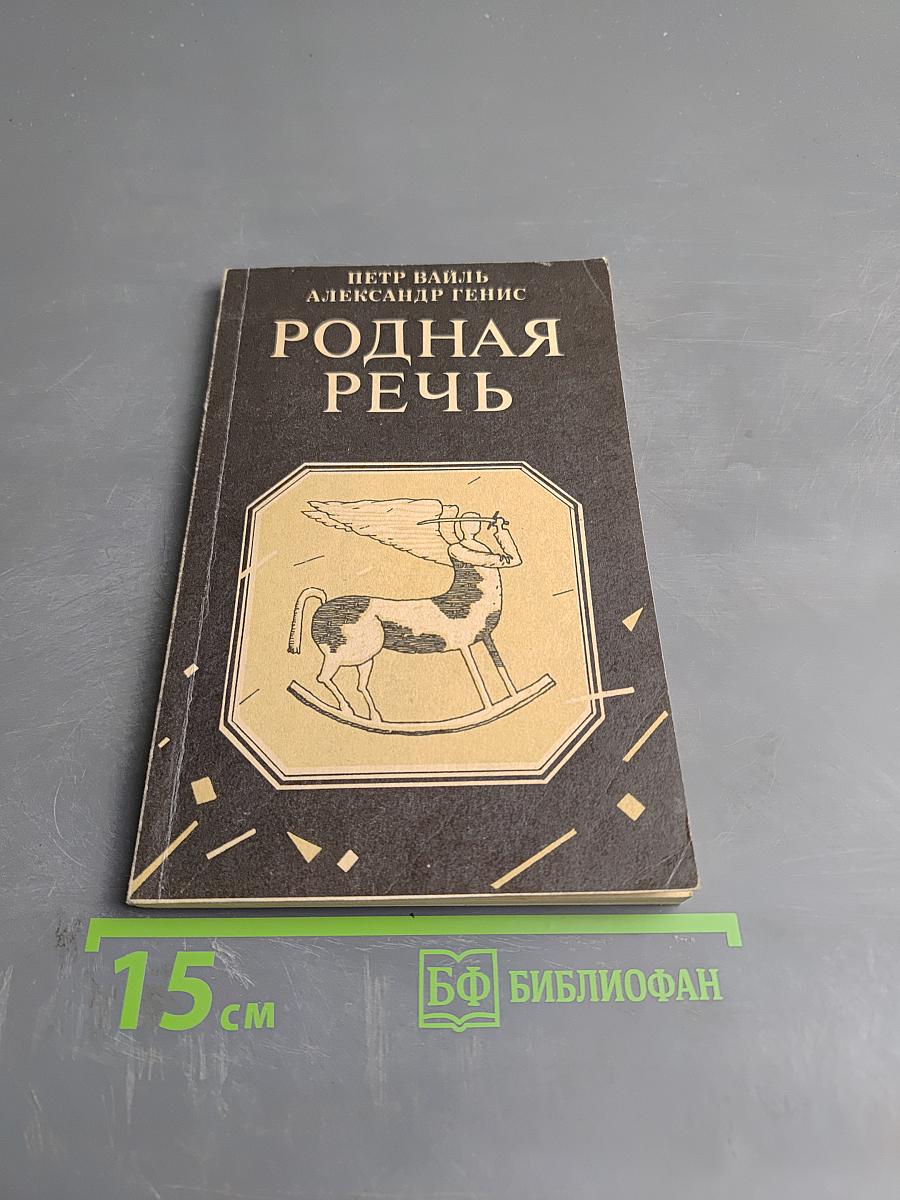 ПЕТР ВАЙЛЬ
АЛЕКСАНДР ГЕНИС
РОДНАЯ
РЕЧЬ
15 см
БФ БИБЛИОФАН